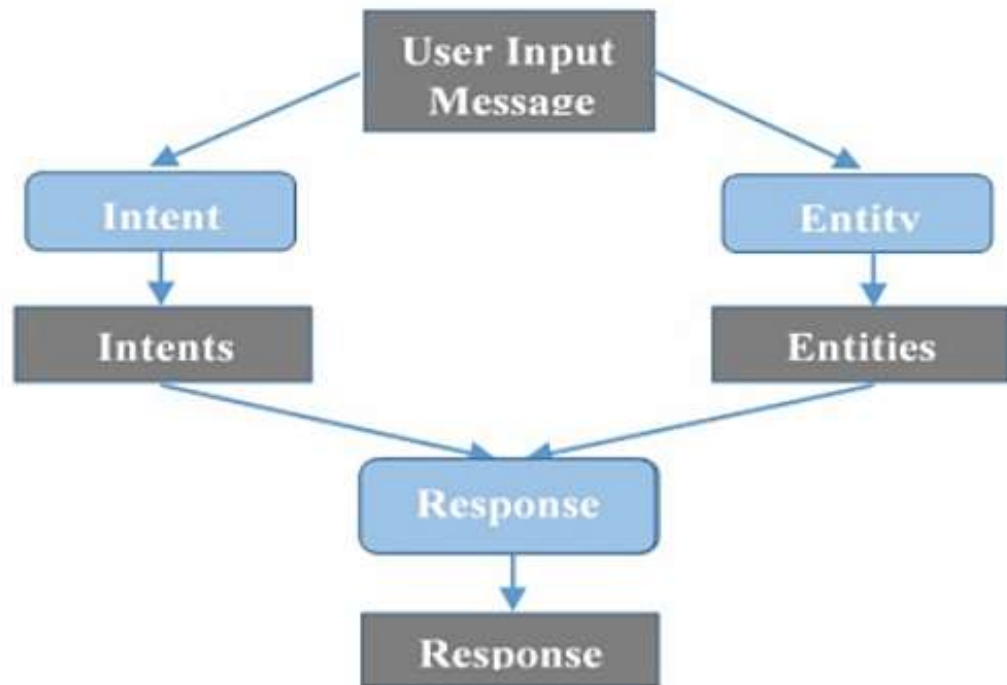 User Input
Message
Intent
Entity
Intents
Entities
Response
Response